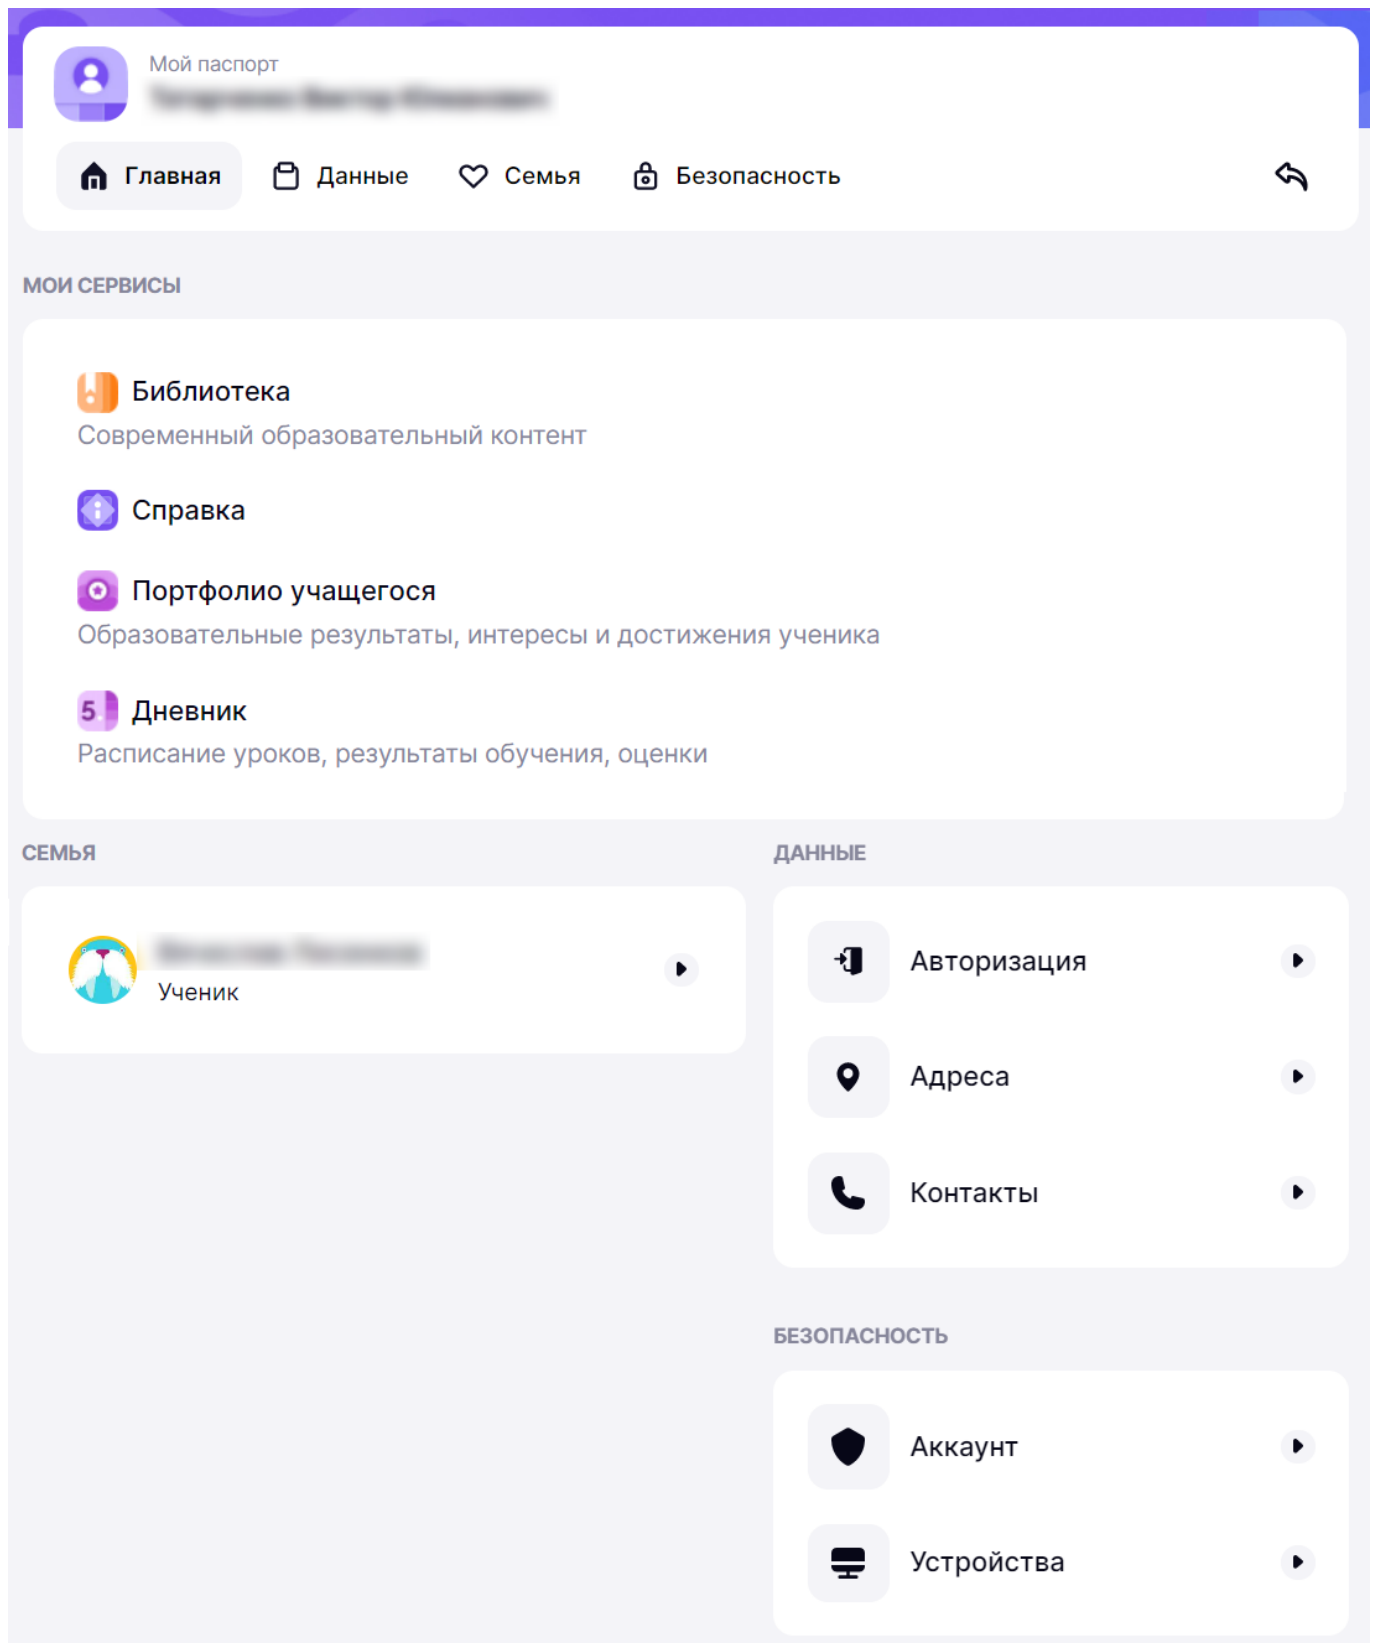 Мой паспорт
Главная
Данные
Семья
Безопасность
МОИ СЕРВИСЫ
Библиотека
Современный образовательный контент
Справка
Портфолио учащегося
Образовательные результаты, интересы и достижения ученика
5
Дневник
Расписание уроков, результаты обучения, оценки
СЕМЬЯ
Ученик
ДАННЫЕ
Авторизация
Адреса
Контакты
БЕЗОПАСНОСТЬ
Аккаунт
Устройства